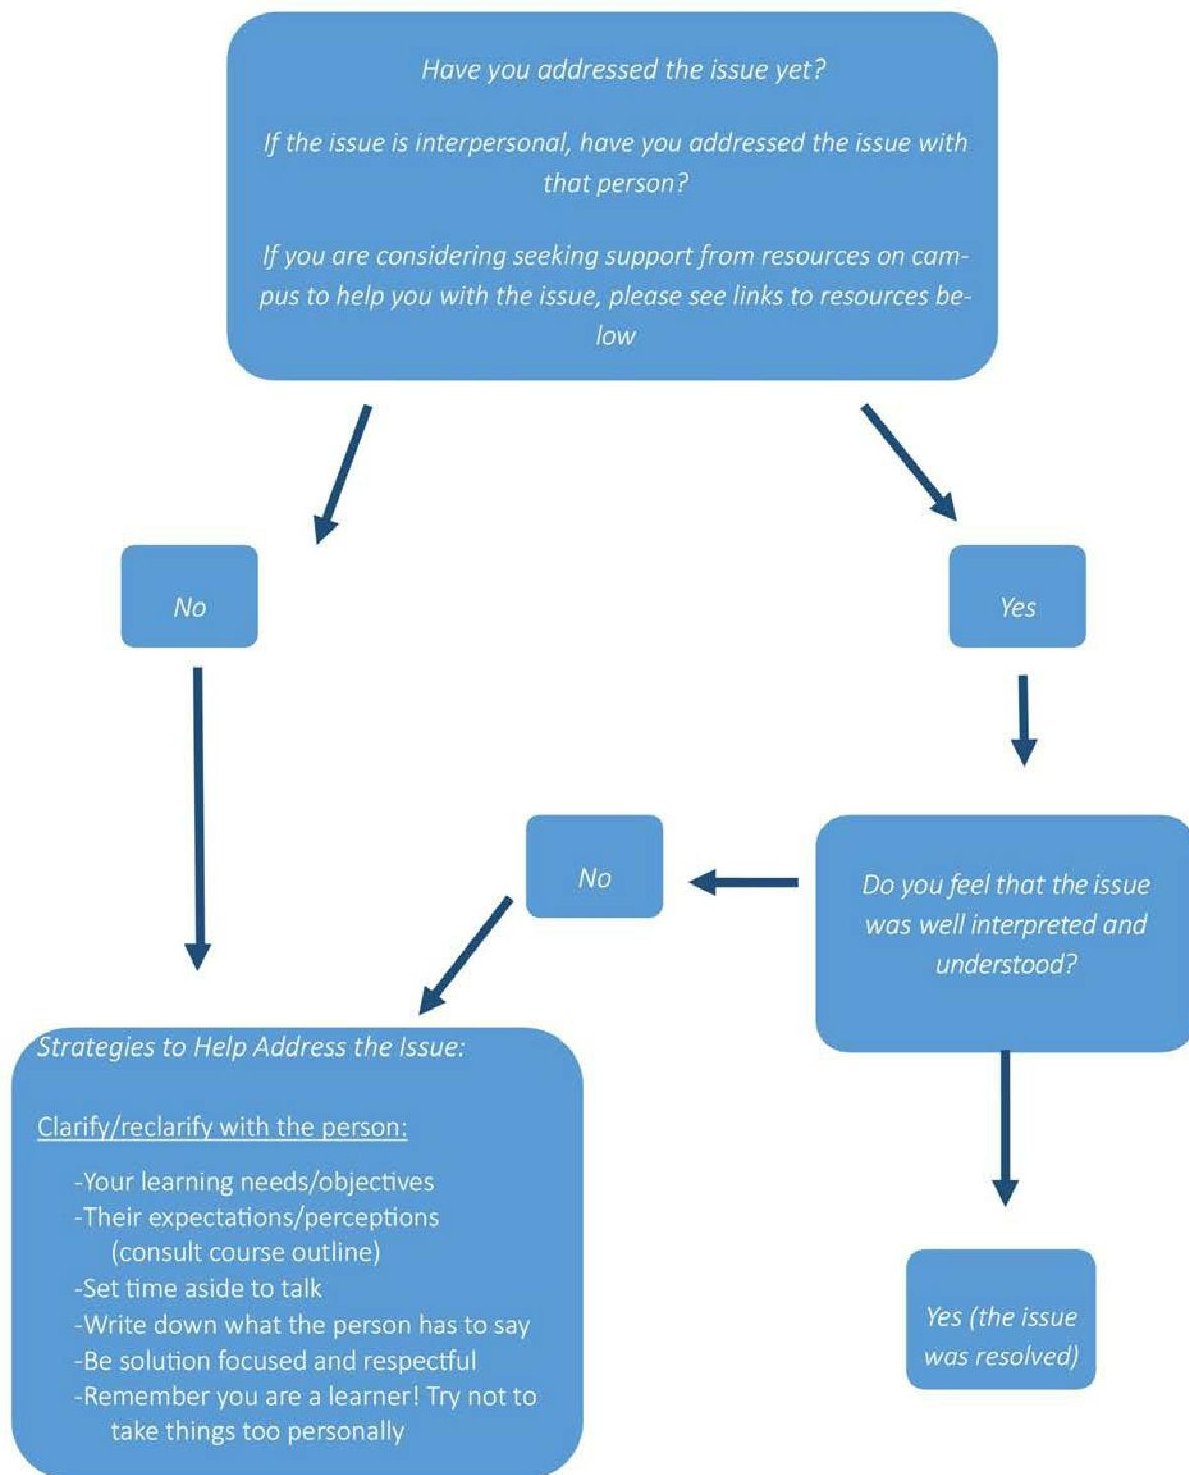 Have you addressed the issue yet?
If the issue is interpersonal, have you addressed the issue with
that person?
If you are considering seeking support from resources on cam-
pus to help you with the issue, please see links to resources be-
low
No
Yes
No
Do you feel that the issue
was well interpreted and
understood?
Strategies to Help Address the Issue:
Clarify/reclarify with the person:
-Your learning needs/objectives
-Their expectations/perceptions
(consult course outline)
-Set time aside to talk
-Write down what the person has to say
-Be solution focused and respectful
-Remember you are a learner! Try not to
take things too personally
Yes (the issue
was resolved)